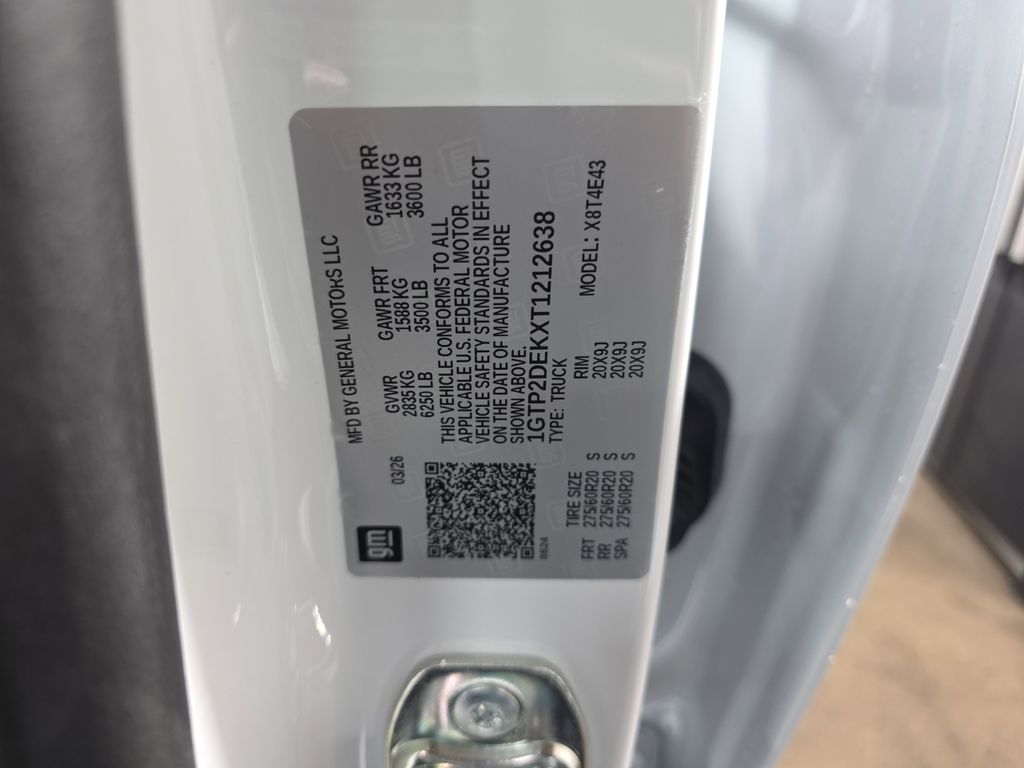 MFD BY GENERAL MOTORS LLC
03/26
GVWR GAWR FRT GAWR RR
2835 KG 1588 KG 1633 KG
6250 LB 3500 LB 3600 LB
THIS VEHICLE CONFORMS TO ALL
APPLICABLE U.S. FEDERAL MOTOR
VEHICLE SAFETY STANDARDS IN EFFECT
ON THE DATE OF MANUFACTURE
SHOWN ABOVE.
1GTP2DEKXT1212638
TYPE: TRUCK
MODEL: X8T4E43
gm
TIRE SIZE RIM
FRT 275/60R20 S 20X9J
RR 275/60R20 S 20X9J
SPA 275/60R20 S 20X9J